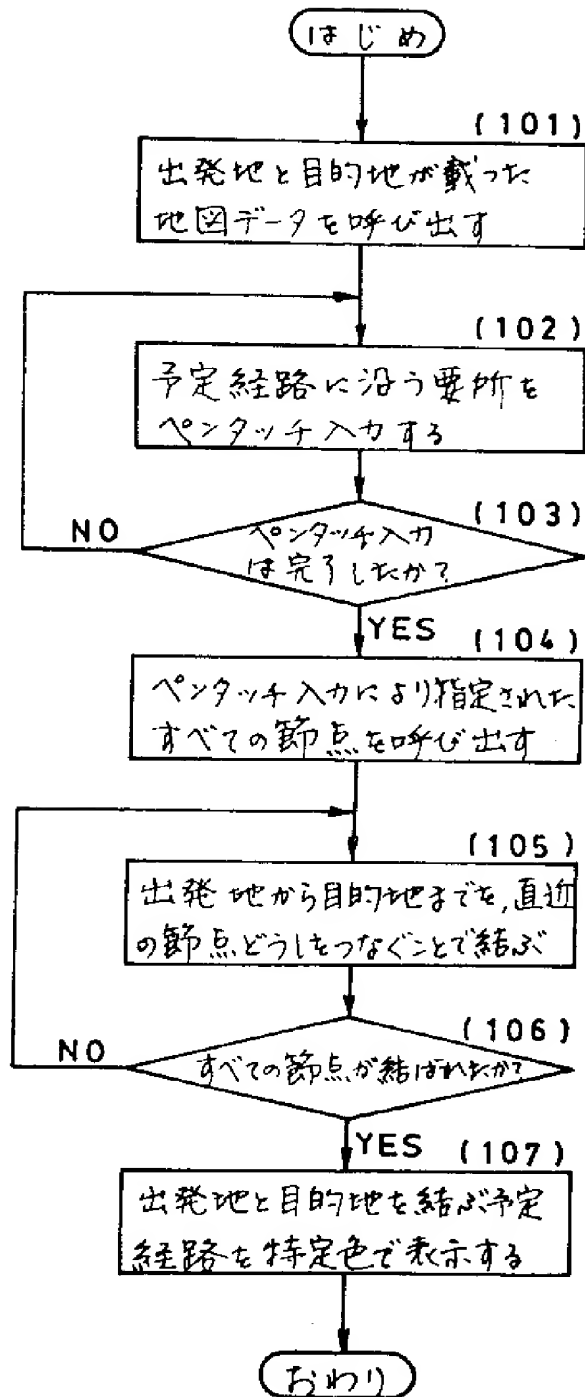 はじめ
(101)
出発地と目的地が載った
地図データを呼び出す
(102)
予定経路に沿う要所を
ペンタッチ入力する
(103)
NO
ペンタッチ入力
は完了したか?
YES
(104)
ペンタッチ入力により指定された
すべての節点を呼び出す
(105)
出発地から目的地までを,直近
の節点どうしをつなぐことで結ぶ
(106)
NO
すべての節点が結ばれたか?
YES
(107)
出発地と目的地を結ぶ予定
経路を特定色で表示する
おわり